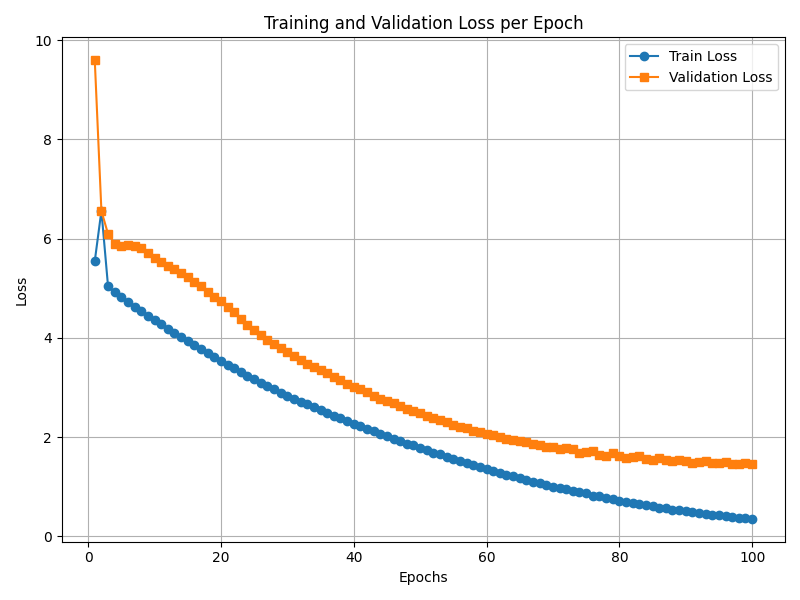 Training and Validation Loss per Epoch
Train Loss
Validation Loss
10
8
6
4
2
0
Loss
0 20 40 60 80 100
Epochs